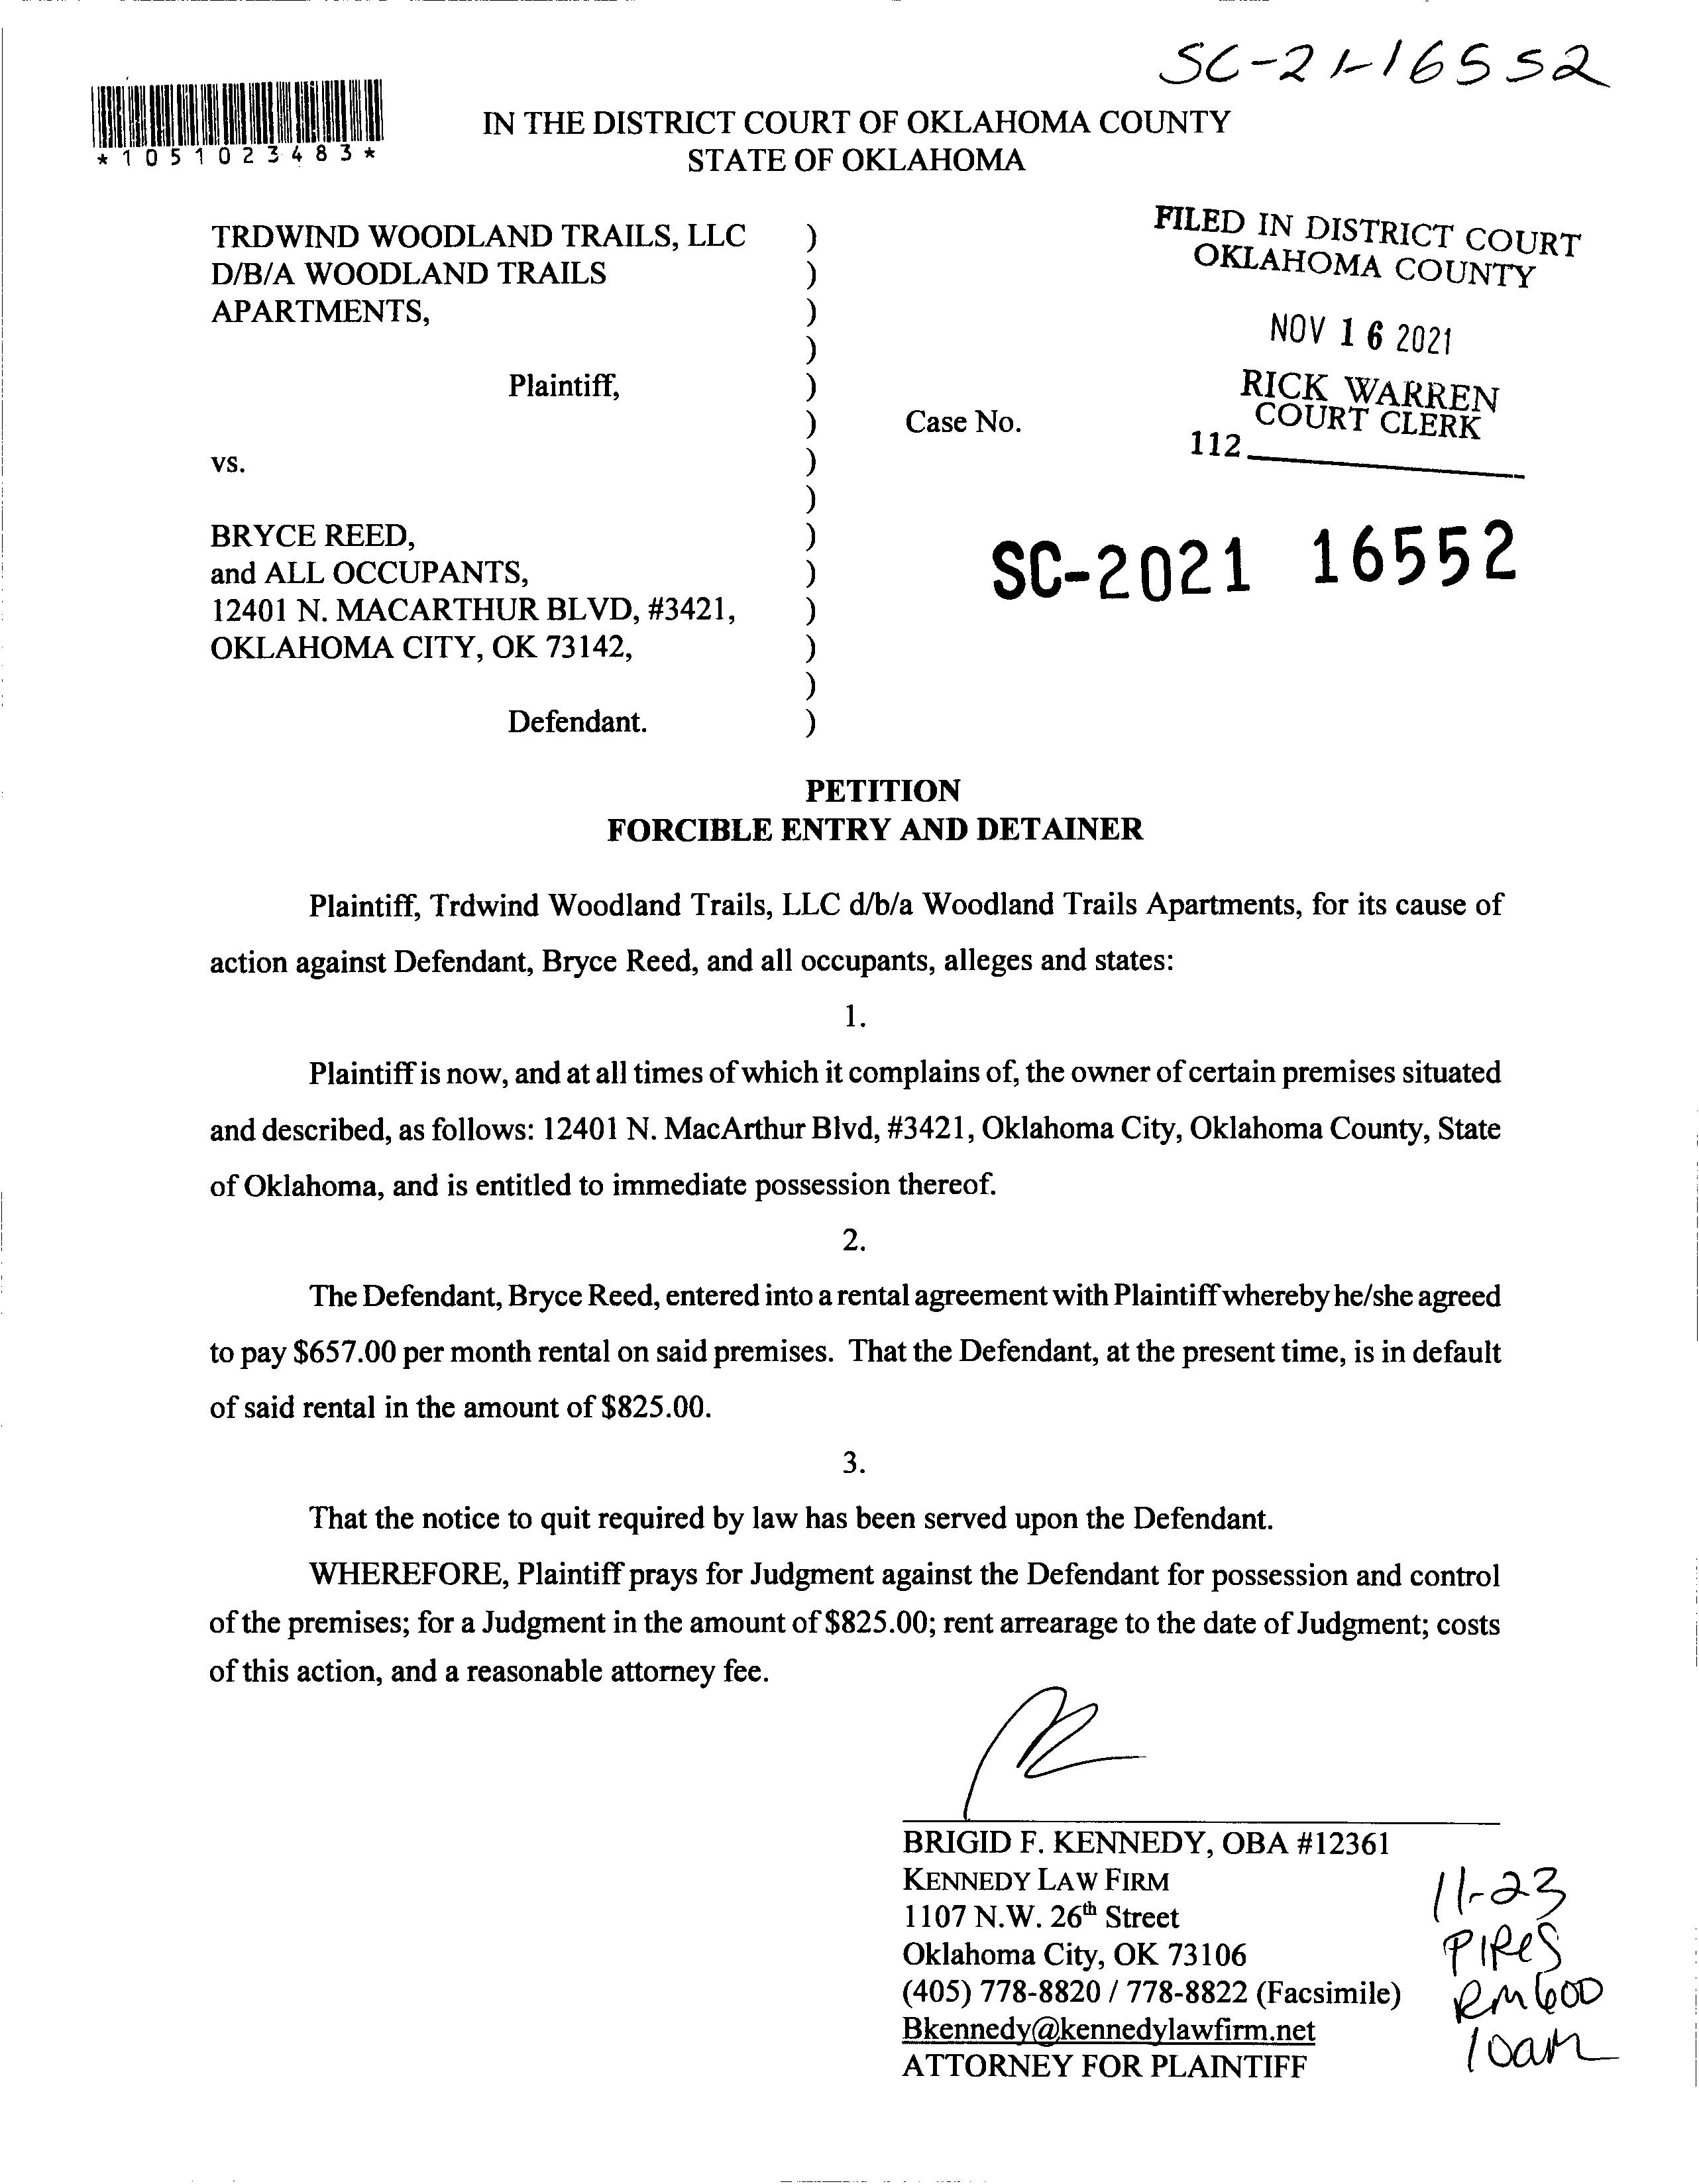 SC-21-16552
*1051023483*
IN THE DISTRICT COURT OF OKLAHOMA COUNTY
STATE OF OKLAHOMA
TRDWIND WOODLAND TRAILS, LLC )
D/B/A WOODLAND TRAILS )
APARTMENTS, )
)
Plaintiff, )
) Case No.
vs. )
)
BRYCE REED, )
and ALL OCCUPANTS, )
12401 N. MACARTHUR BLVD, #3421, )
OKLAHOMA CITY, OK 73142, )
)
Defendant. )
FILED IN DISTRICT COURT
OKLAHOMA COUNTY
NOV 16 2021
RICK WARREN
COURT CLERK
112
SC-2021 16552
PETITION
FORCIBLE ENTRY AND DETAINER
Plaintiff, Trdwind Woodland Trails, LLC d/b/a Woodland Trails Apartments, for its cause of
action against Defendant, Bryce Reed, and all occupants, alleges and states:
1.
Plaintiff is now, and at all times of which it complains of, the owner of certain premises situated
and described, as follows: 12401 N. MacArthur Blvd, #3421, Oklahoma City, Oklahoma County, State
of Oklahoma, and is entitled to immediate possession thereof.
2.
The Defendant, Bryce Reed, entered into a rental agreement with Plaintiff whereby he/she agreed
to pay $657.00 per month rental on said premises. That the Defendant, at the present time, is in default
of said rental in the amount of $825.00.
3.
That the notice to quit required by law has been served upon the Defendant.
WHEREFORE, Plaintiff prays for Judgment against the Defendant for possession and control
of the premises; for a Judgment in the amount of $825.00; rent arrearage to the date of Judgment; costs
of this action, and a reasonable attorney fee.
BRIGID F. KENNEDY, OBA #12361
KENNEDY LAW FIRM
1107 N.W. 26th Street
Oklahoma City, OK 73106
(405) 778-8820 / 778-8822 (Facsimile)
Bkennedy@kennedylawfirm.net
ATTORNEY FOR PLAINTIFF
11-23
PIRES
RM600
10am